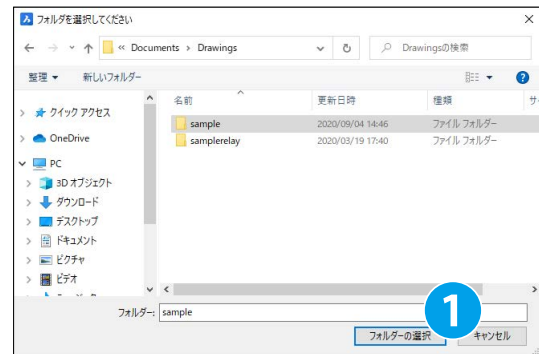 フォルダを選択してください
« Documents › Drawings
Drawingsの検索
整理 新しいフォルダー
名前 更新日時 種類 サ
クイック アクセス
OneDrive
PC
3D オブジェクト
ダウンロード
デスクトップ
ドキュメント
ピクチャ
ビデオ
sample 2020/09/04 14:46 ファイル フォルダー
samplerelay 2020/03/19 17:40 ファイル フォルダー
フォルダー: sample
1
フォルダーの選択 キャンセル